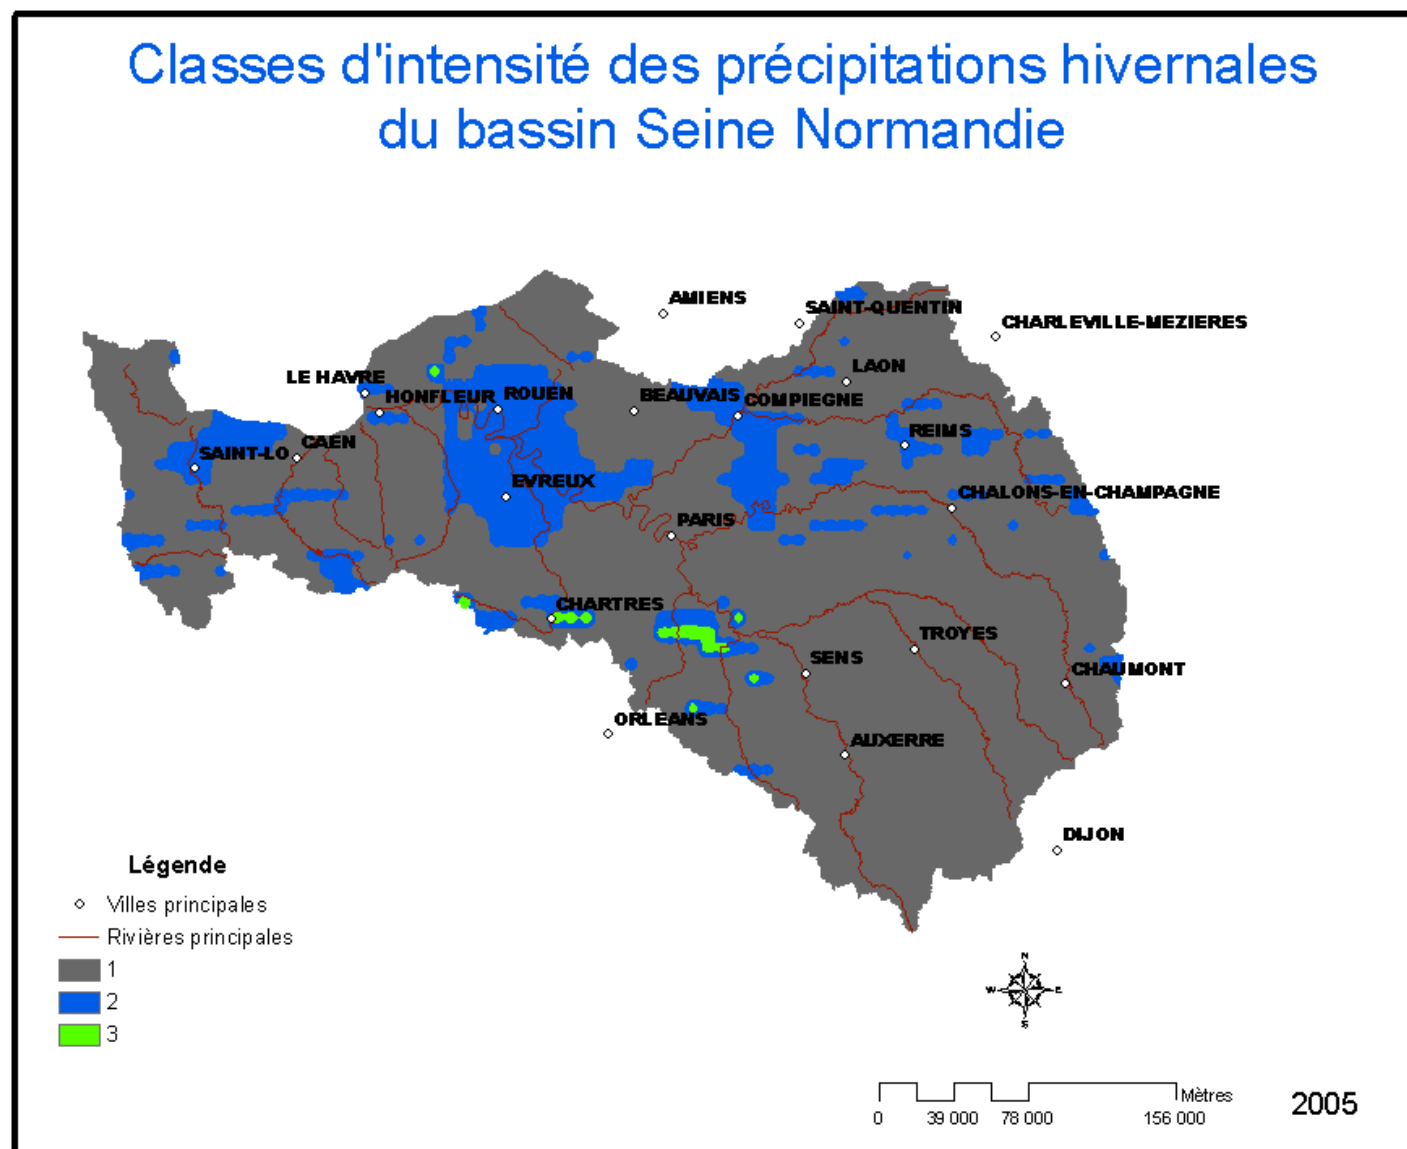 Classes d'intensité des précipitations hivernales
du bassin Seine Normandie
AMIENS
SAINT-QUENTIN
CHARLEVILLE-MEZIERES
LE HAVRE
HONFLEUR
ROUEN
BEAUVAIS
COMPIEGNE
LAON
SAINT-LO
CAEN
REIMS
EVREUX
CHALONS-EN-CHAMPAGNE
PARIS
CHARTRES
TROYES
SENS
CHAUMONT
ORLEANS
AUXERRE
DIJON
Légende
Villes principales
Rivières principales
1
2
3
N
W E
S
Mètres
0 39 000 78 000 156 000
2005